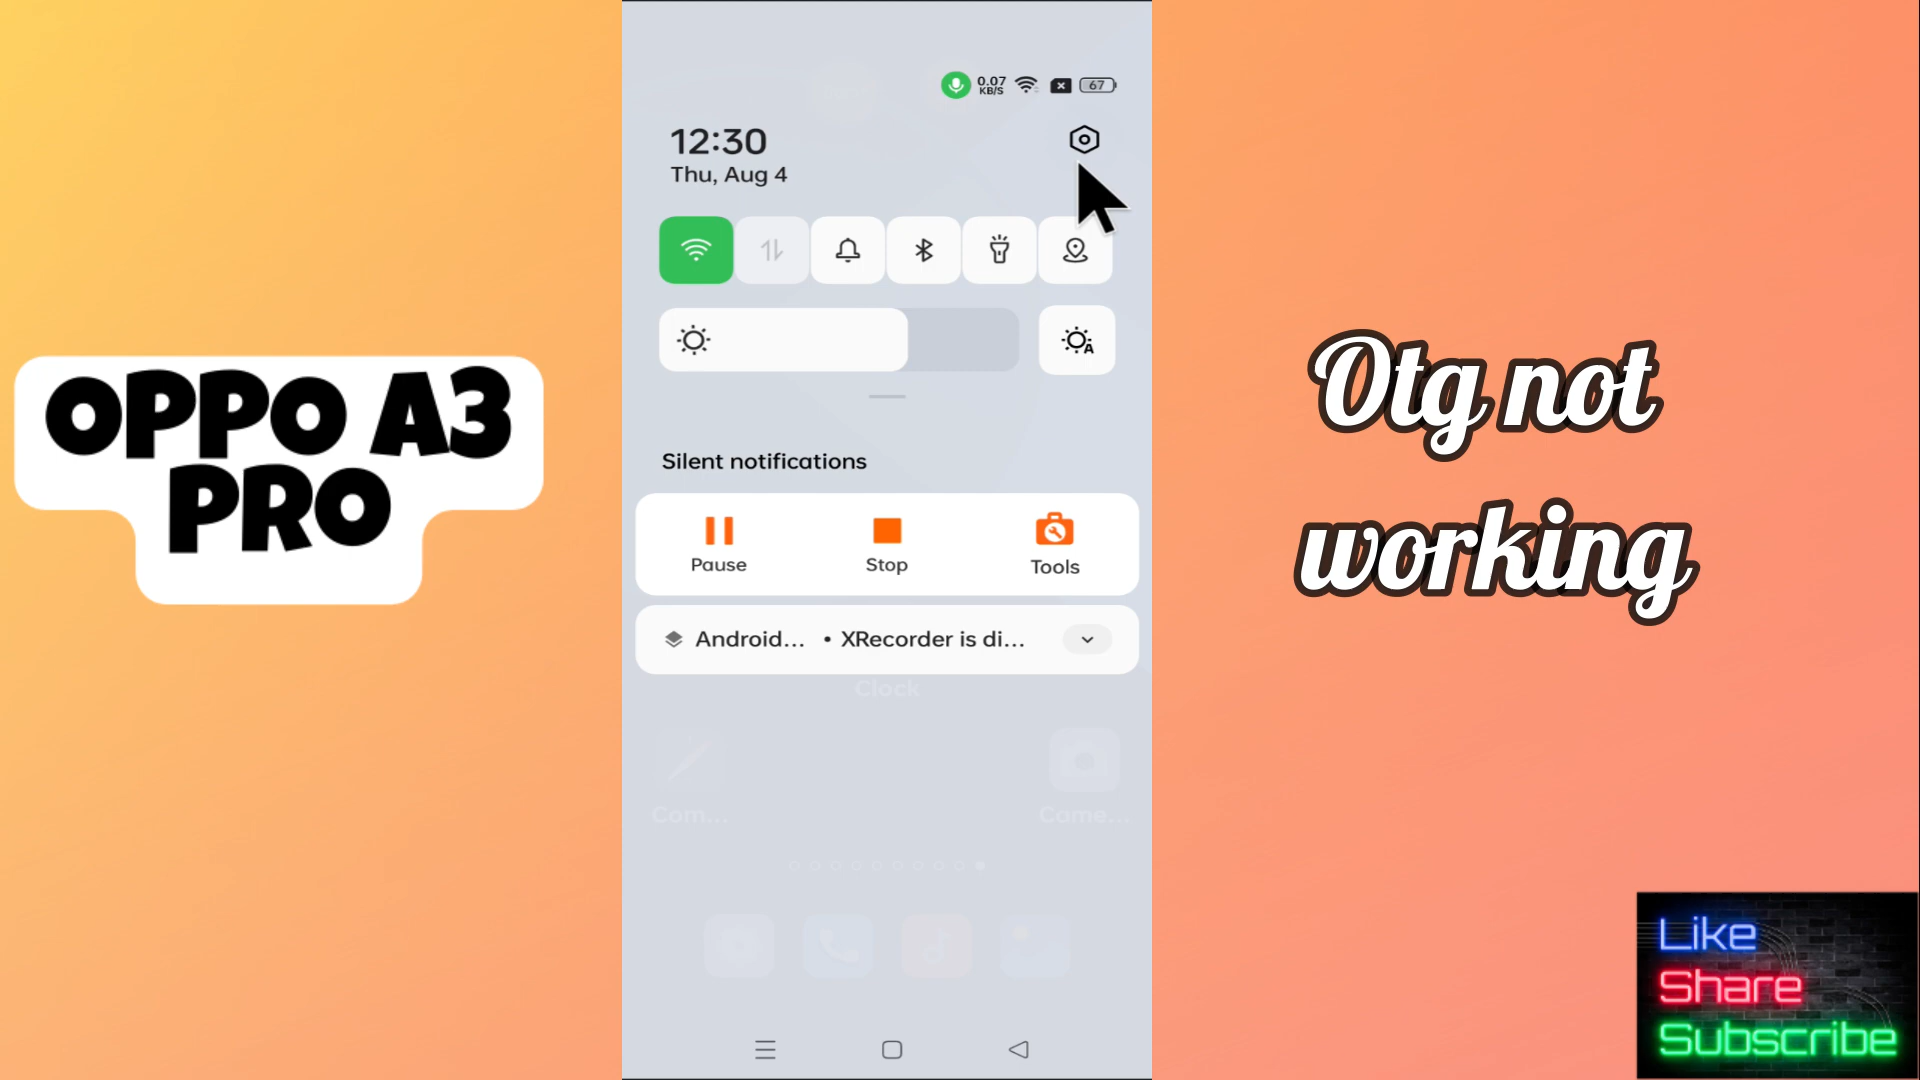 OPPO A3
PRO
0.07
KB/S
67
12:30
Thu, Aug 4
A
Silent notifications
Pause
Stop
Tools
Android... • XRecorder is di...
Clock
Com...
Came...
Otg not
working
Like
Share
Subscribe